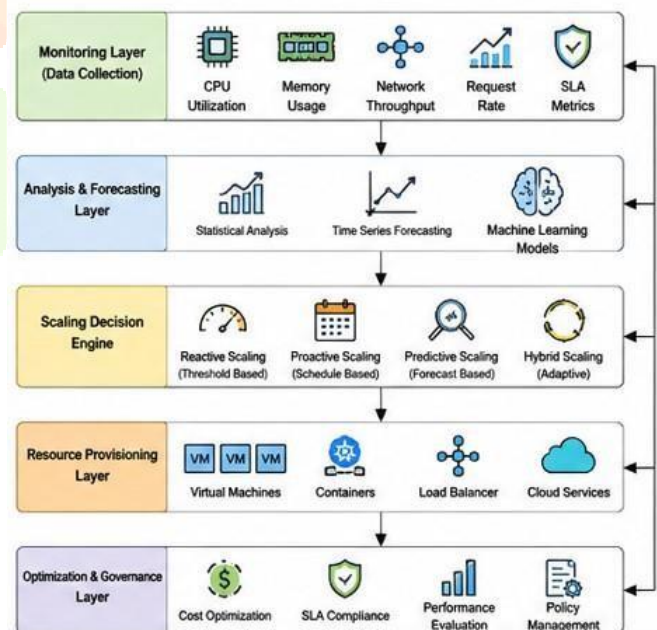 Monitoring Layer
(Data Collection)
CPU
Utilization
Memory
Usage
Network
Throughput
Request
Rate
SLA
Metrics
Analysis & Forecasting
Layer
Statistical Analysis
Time Series Forecasting
Machine Learning
Models
Scaling Decision
Engine
Reactive Scaling
(Threshold Based)
Proactive Scaling
(Schedule Based)
Predictive Scaling
(Forecast Based)
Hybrid Scaling
(Adaptive)
Resource Provisioning
Layer
VM VM VM
Virtual Machines
Containers
Load Balancer
Cloud Services
Optimization & Governance
Layer
$
Cost Optimization
SLA Compliance
Performance
Evaluation
Policy
Management